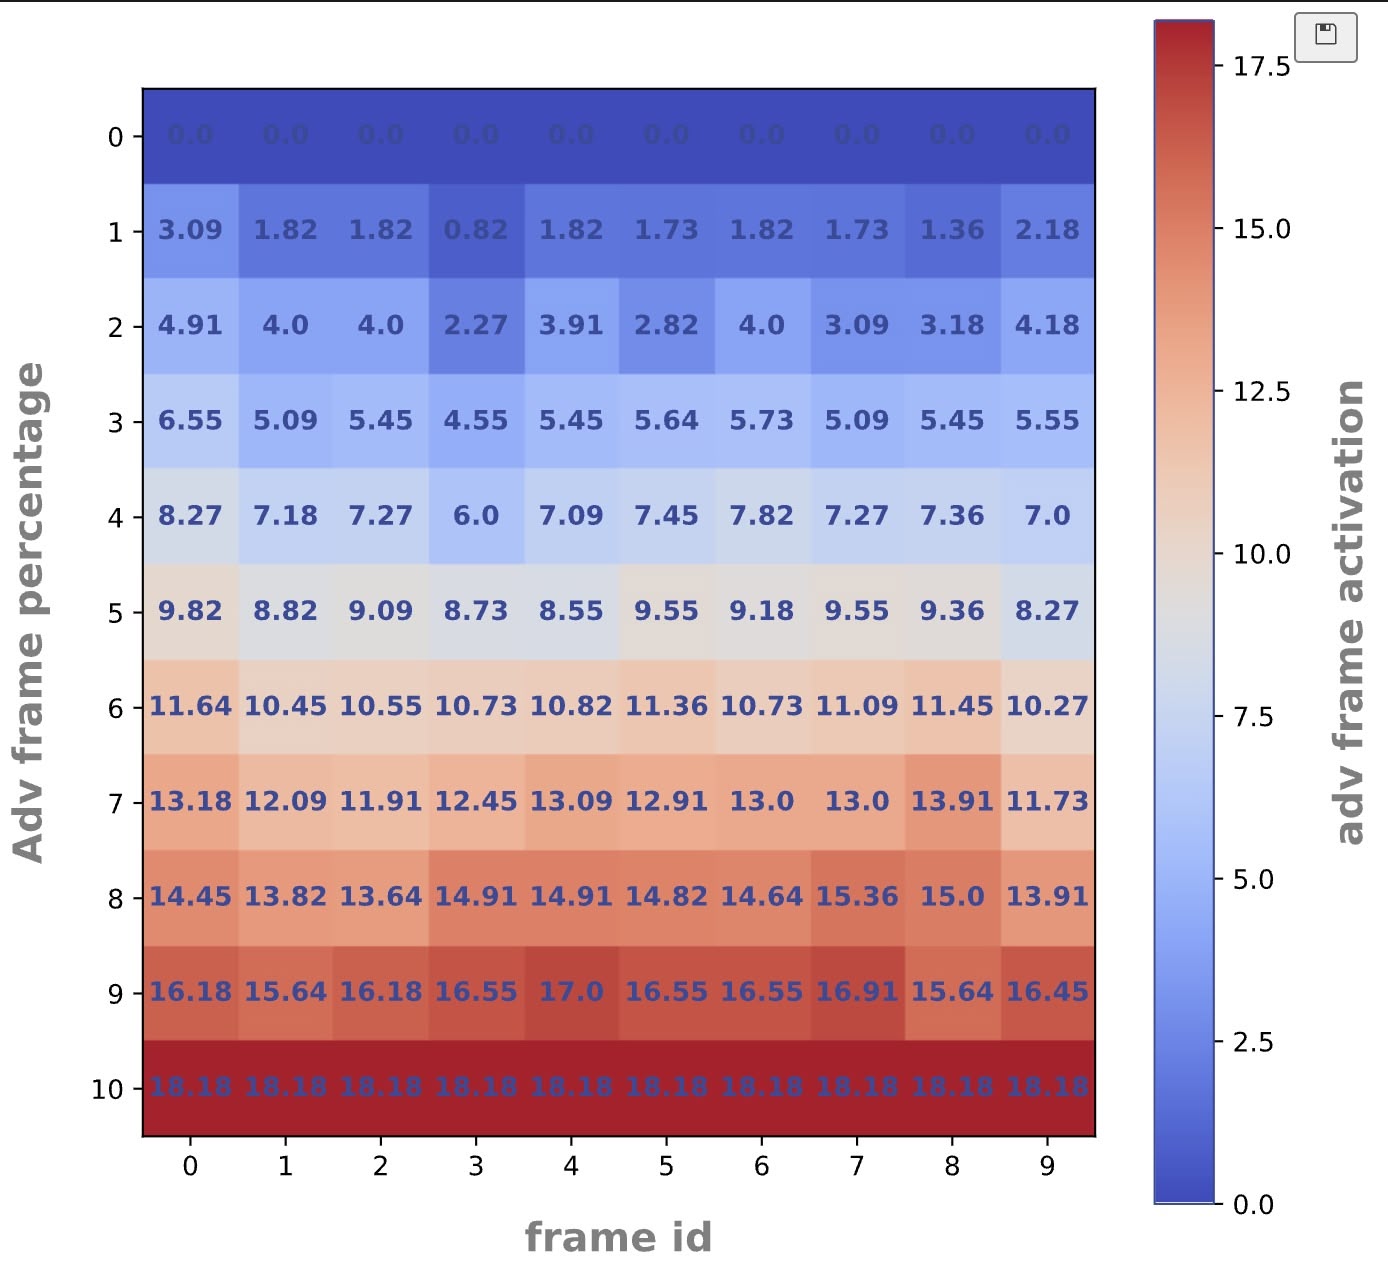 17.5
0 0.0 0.0 0.0 0.0 0.0 0.0 0.0 0.0 0.0 0.0
1 3.09 1.82 1.82 0.82 1.82 1.73 1.82 1.73 1.36 2.18
15.0
2 4.91 4.0 4.0 2.27 3.91 2.82 4.0 3.09 3.18 4.18
12.5
3 6.55 5.09 5.45 4.55 5.45 5.64 5.73 5.09 5.45 5.55
4 8.27 7.18 7.27 6.0 7.09 7.45 7.82 7.27 7.36 7.0
10.0
5 9.82 8.82 9.09 8.73 8.55 9.55 9.18 9.55 9.36 8.27
6 11.64 10.45 10.55 10.73 10.82 11.36 10.73 11.09 11.45 10.27
7.5
7 13.18 12.09 11.91 12.45 13.09 12.91 13.0 13.0 13.91 11.73
5.0
8 14.45 13.82 13.64 14.91 14.91 14.82 14.64 15.36 15.0 13.91
9 16.18 15.64 16.18 16.55 17.0 16.55 16.55 16.91 15.64 16.45
2.5
10 18.18 18.18 18.18 18.18 18.18 18.18 18.18 18.18 18.18 18.18
0 1 2 3 4 5 6 7 8 9
0.0
frame id
Adv frame percentage
adv frame activation